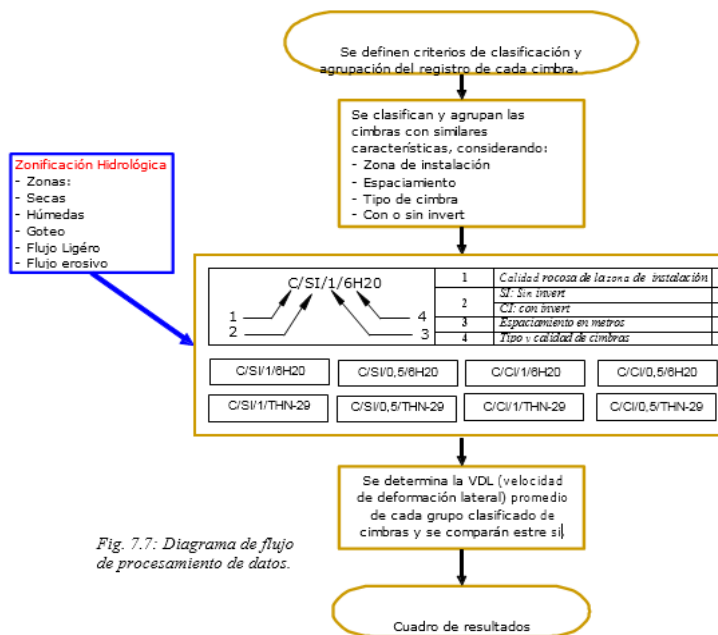 Se definen criterios de clasificación y
agrupación del registro de cada cimbra.
Se clasifican y agrupan las
cimbras con similares
características, considerando:
- Zona de instalación
- Espaciamiento
- Tipo de cimbra
- Con o sin invert
Zonificación Hidrológica
- Zonas:
- Secas
- Húmedas
- Goteo
- Flujo Ligéro
- Flujo erosivo
C/SI/1/6H20
1
2
4
3
1 Calidad rocosa de la zona de instalación
2 SI: Sin invert
CI: con invert
3 Espaciamiento en metros
4 Tipo y calidad de cimbras
C/SI/1/6H20 C/SI/0,5/6H20 C/CI/1/6H20 C/CI/0,5/6H20
C/SI/1/THN-29 C/SI/0,5/THN-29 C/CI/1/THN-29 C/CI/0,5/THN-29
Se determina la VDL (velocidad
de deformación lateral) promedio
de cada grupo clasificado de
cimbras y se comparán estre si.
Fig. 7.7: Diagrama de flujo
de procesamiento de datos.
Cuadro de resultados